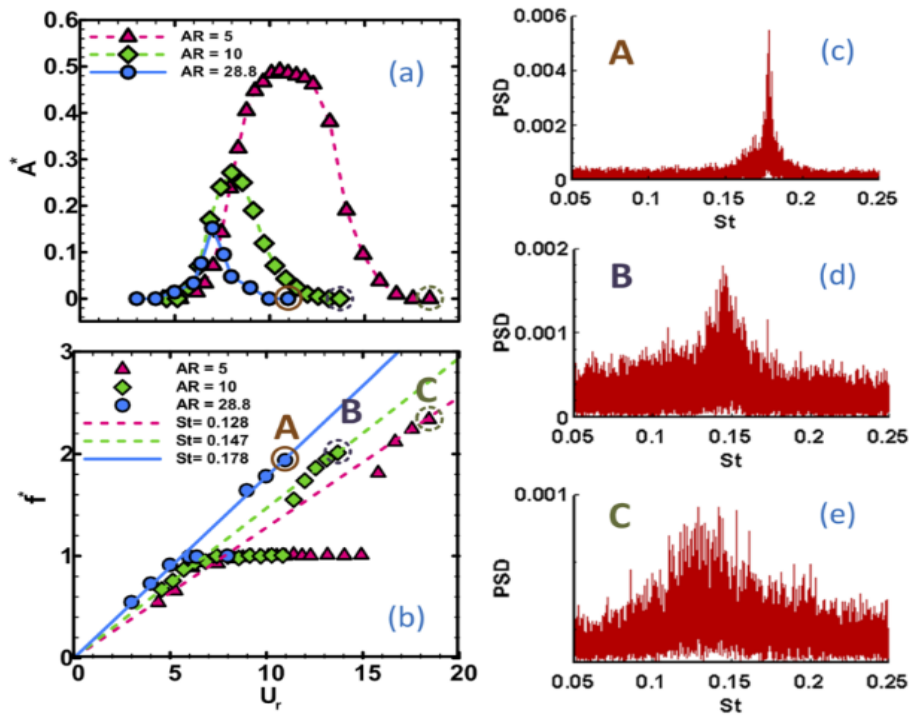 0.6
0.5
0.4
0.3
0.2
0.1
0
A*
AR = 5
AR = 10
AR = 28.8
(a)
3
2
1
0
f*
AR = 5
AR = 10
AR = 28.8
St= 0.128
St= 0.147
St= 0.178
A
B
C
(b)
0 5 10 15 20
Ur
A
(c)
0.006
0.004
0.002
0
PSD
0.05 0.1 0.15 0.2 0.25
St
B
(d)
0.002
0.001
0
PSD
0.05 0.1 0.15 0.2 0.25
St
C
(e)
0.001
0
PSD
0.05 0.1 0.15 0.2 0.25
St